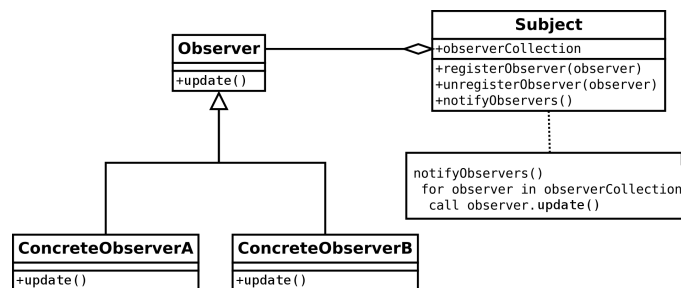 Observer
+update()
Subject
+observerCollection
+registerObserver(observer)
+unregisterObserver(observer)
+notifyObservers()
notifyObservers()
for observer in observerCollection
call observer.update()
ConcreteObserverA
+update()
ConcreteObserverB
+update()